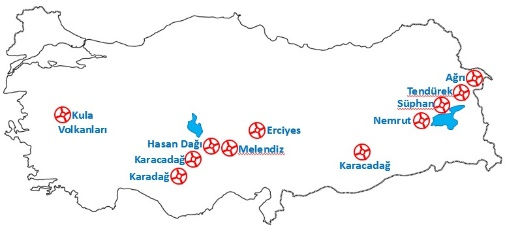 Ağrı
Tendürek
Süphan
Nemrut
Kula
Volkanları
Erciyes
Hasan Dağı
Melendiz
Karacadağ
Karadağ
Karacadağ